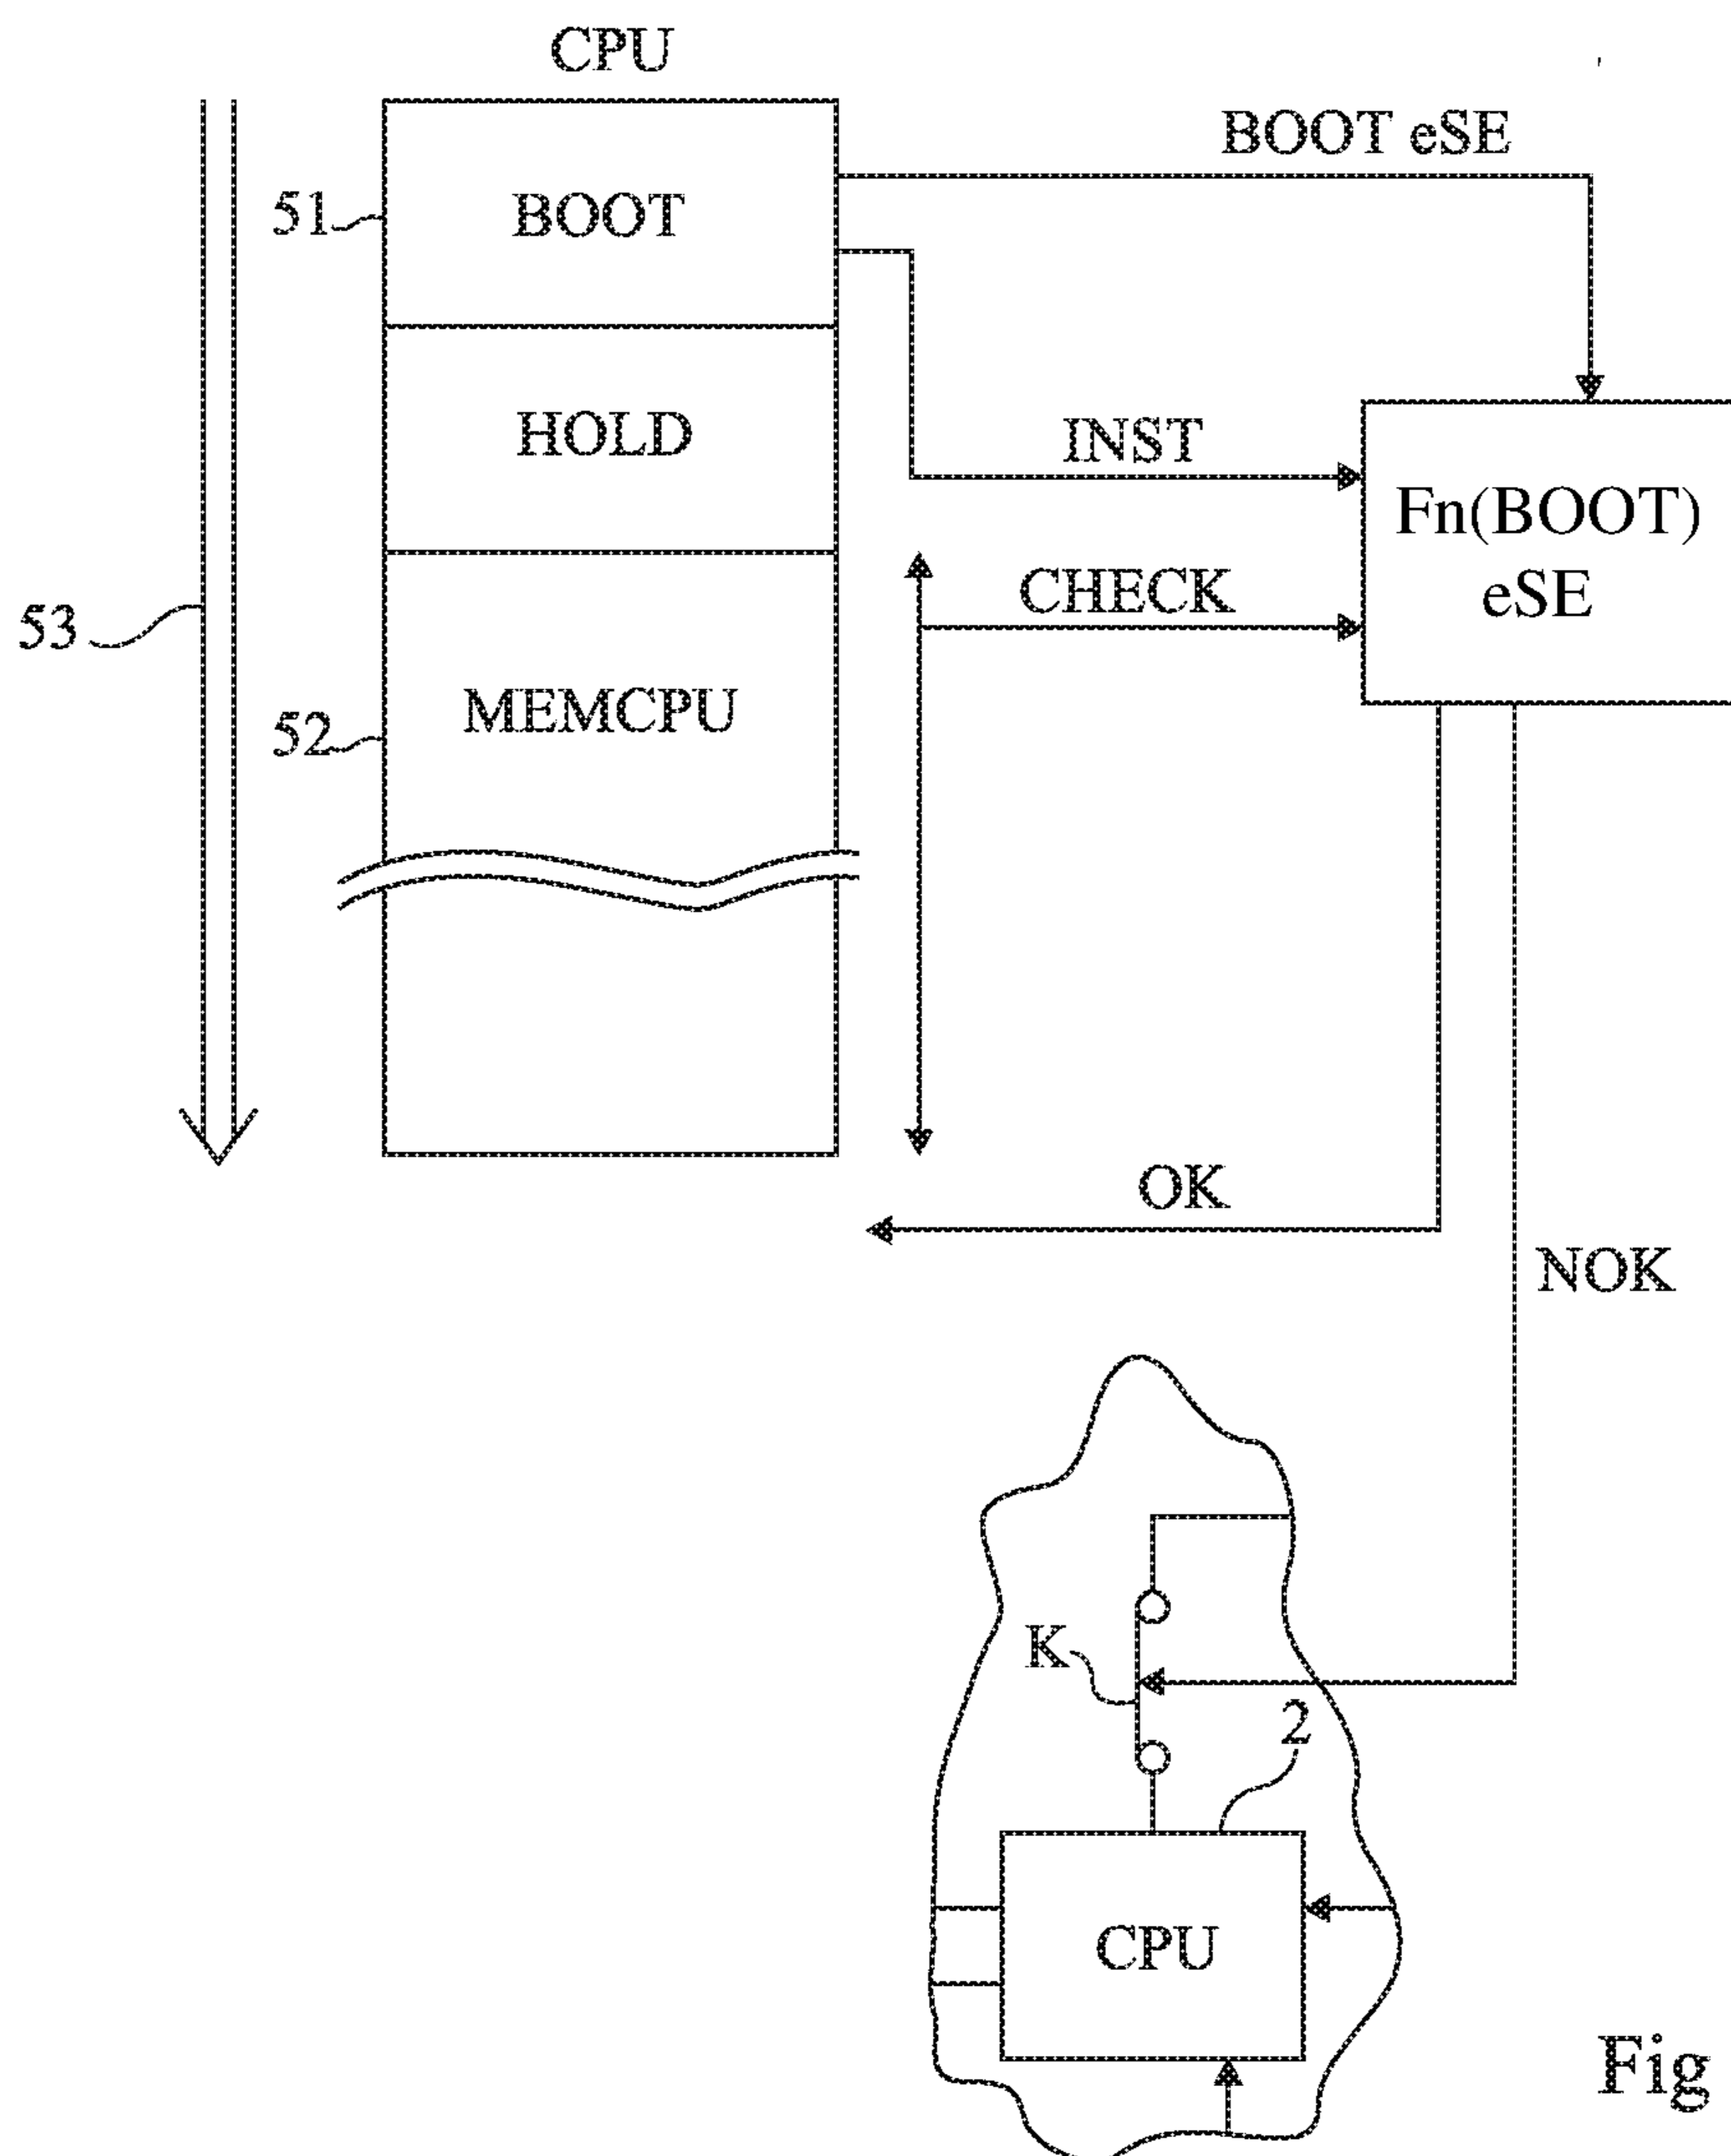 CPU
BOOT eSE
51
BOOT
HOLD
INST
Fn(BOOT)
eSE
CHECK
53
52
MEMCPU
OK
NOK
K
2
CPU
Fig